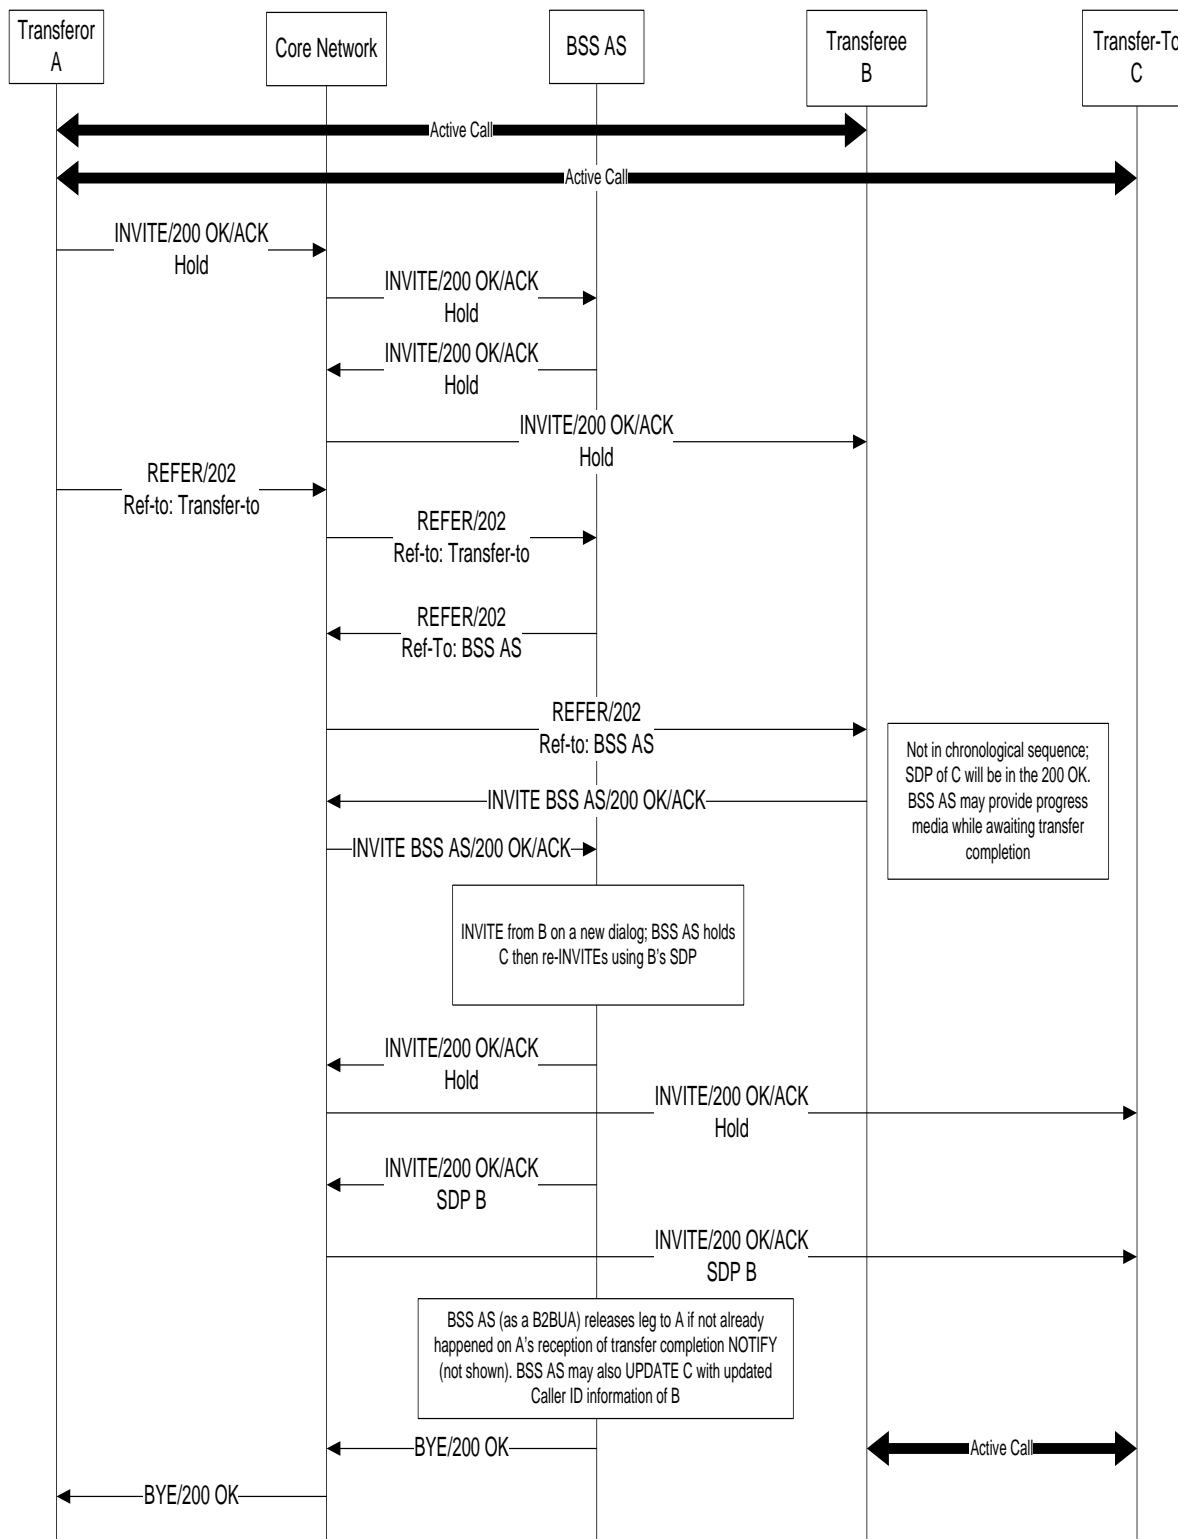 Transferor
A
Core Network
BSS AS
Transferee
B
Transfer-To
C
Active Call
Active Call
INVITE/200 OK/ACK
Hold
INVITE/200 OK/ACK
Hold
INVITE/200 OK/ACK
Hold
INVITE/200 OK/ACK
Hold
REFER/202
Ref-to: Transfer-to
REFER/202
Ref-to: Transfer-to
REFER/202
Ref-To: BSS AS
REFER/202
Ref-to: BSS AS
Not in chronological sequence;
SDP of C will be in the 200 OK.
BSS AS may provide progress
media while awaiting transfer
completion
INVITE BSS AS/200 OK/ACK
INVITE BSS AS/200 OK/ACK
INVITE from B on a new dialog; BSS AS holds
C then re-INVITEs using B's SDP
INVITE/200 OK/ACK
Hold
INVITE/200 OK/ACK
Hold
INVITE/200 OK/ACK
SDP B
INVITE/200 OK/ACK
SDP B
BSS AS (as a B2BUA) releases leg to A if not already
happened on A's reception of transfer completion NOTIFY
(not shown). BSS AS may also UPDATE C with updated
Caller ID information of B
BYE/200 OK
Active Call
BYE/200 OK